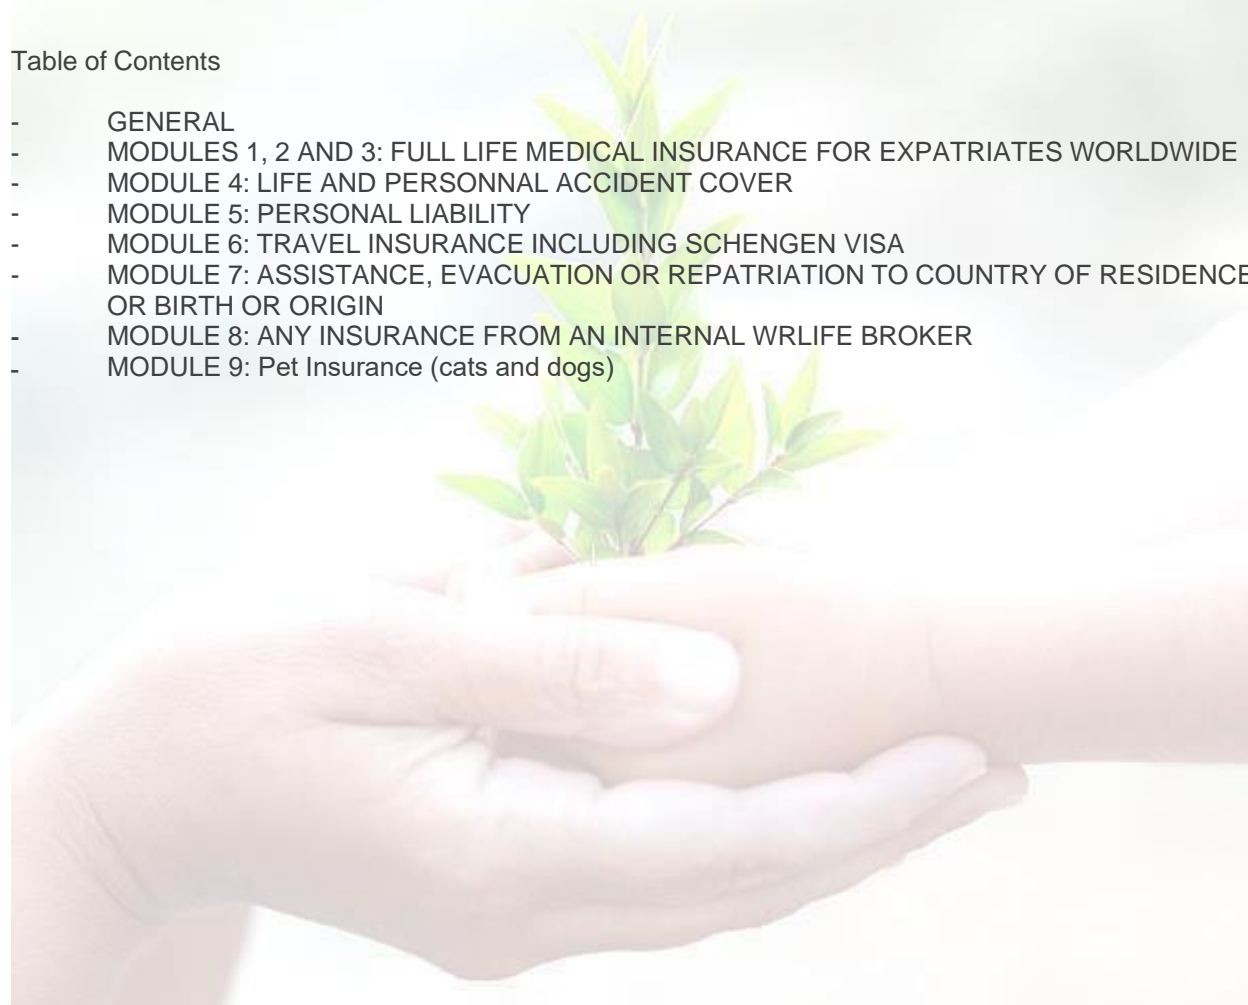 Table of Contents
- GENERAL
- MODULES 1, 2 AND 3: FULL LIFE MEDICAL INSURANCE FOR EXPATRIATES WORLDWIDE
- MODULE 4: LIFE AND PERSONNAL ACCIDENT COVER
- MODULE 5: PERSONAL LIABILITY
- MODULE 6: TRAVEL INSURANCE INCLUDING SCHENGEN VISA
- MODULE 7: ASSISTANCE, EVACUATION OR REPATRIATION TO COUNTRY OF RESIDENCE
OR BIRTH OR ORIGIN
- MODULE 8: ANY INSURANCE FROM AN INTERNAL WRLIFE BROKER
- MODULE 9: Pet Insurance (cats and dogs)